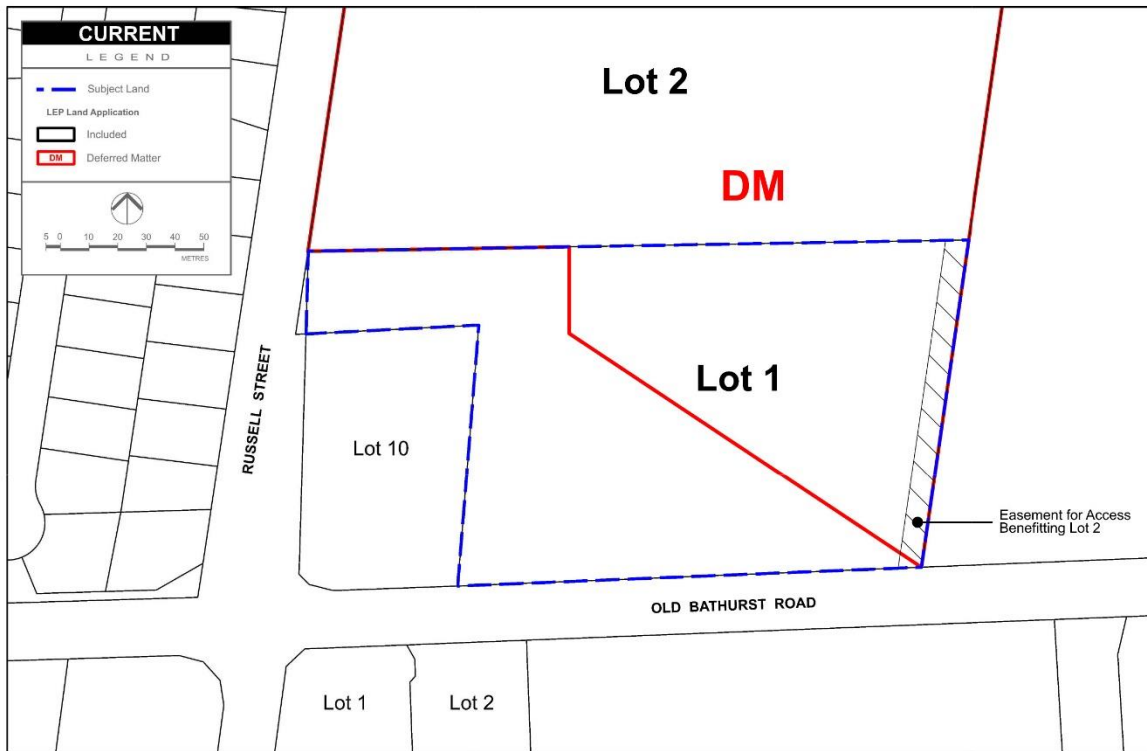 CURRENT
LEGEND
Subject Land
LEP Land Application
Included
DM Deferred Matter
5 0 10 20 30 40 50
METRES
Lot 2
DM
Lot 1
RUSSELL STREET
Lot 10
Easement for Access
Benefitting Lot 2
OLD BATHURST ROAD
Lot 1
Lot 2